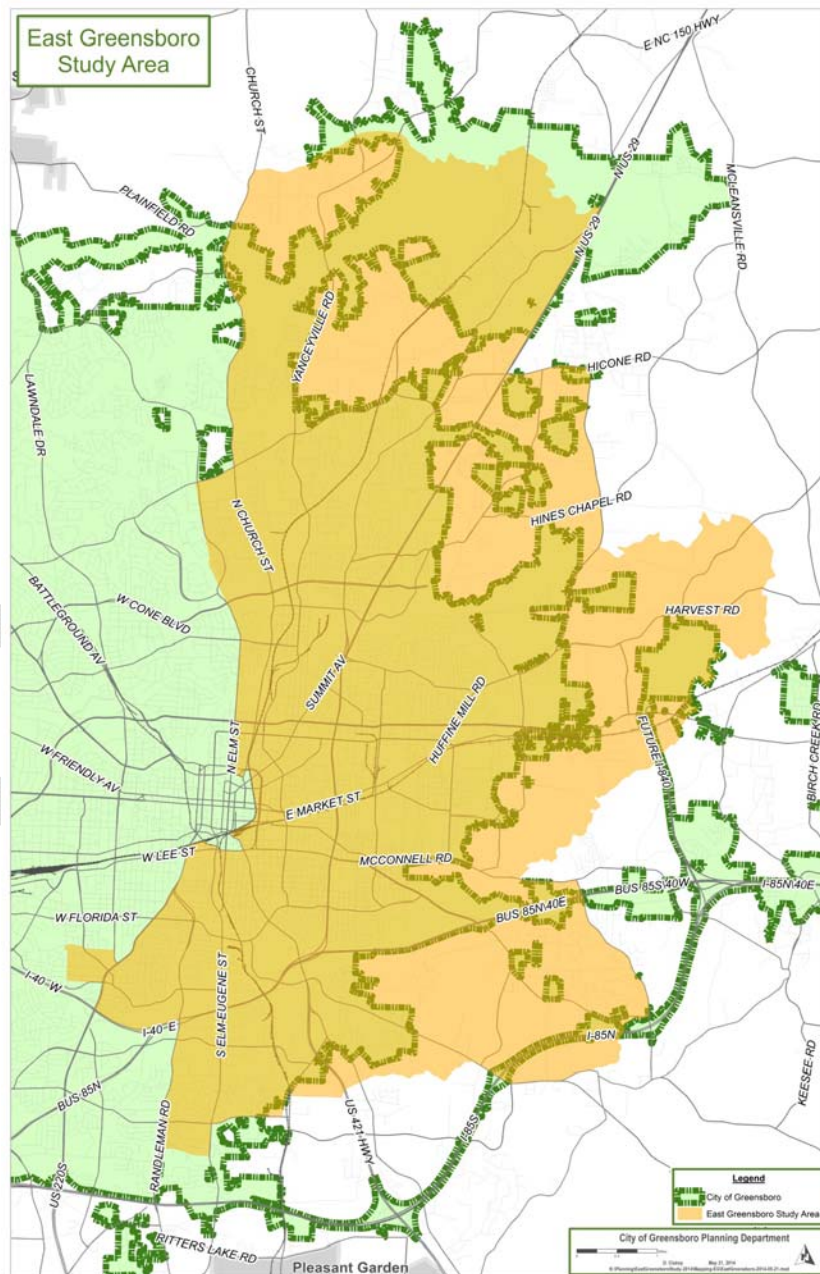 East Greensboro
Study Area
E NC 150 HWY
CHURCH ST
N US 29
MCLEANSVILLE RD
PLAINFIELD RD
N US 29
YANCEYVILLE RD
HICONE RD
LAWNDALE DR
HINES CHAPEL RD
N CHURCH ST
BATTLEGROUND AV
W CONE BLVD
HARVEST RD
SUMMIT AV
HUFFINE MILL RD
N ELM ST
FUTURE I-840
BIRCH CREEK RD
W FRIENDLY AV
E MARKET ST
W LEE ST
MCCONNELL RD
BUS 85S\40W
I-85N\40E
BUS 85N\40E
W FLORIDA ST
I-40 W
S ELM-EUGENE ST
I-40 E
I-85N
KEESEE RD
BUS 85N
RANDLEMAN RD
US 421 HWY
I-85S
US 220S
RITTERS LAKE RD
Pleasant Garden
Legend
City of Greensboro
East Greensboro Study Area
City of Greensboro Planning Department
May 21, 2014